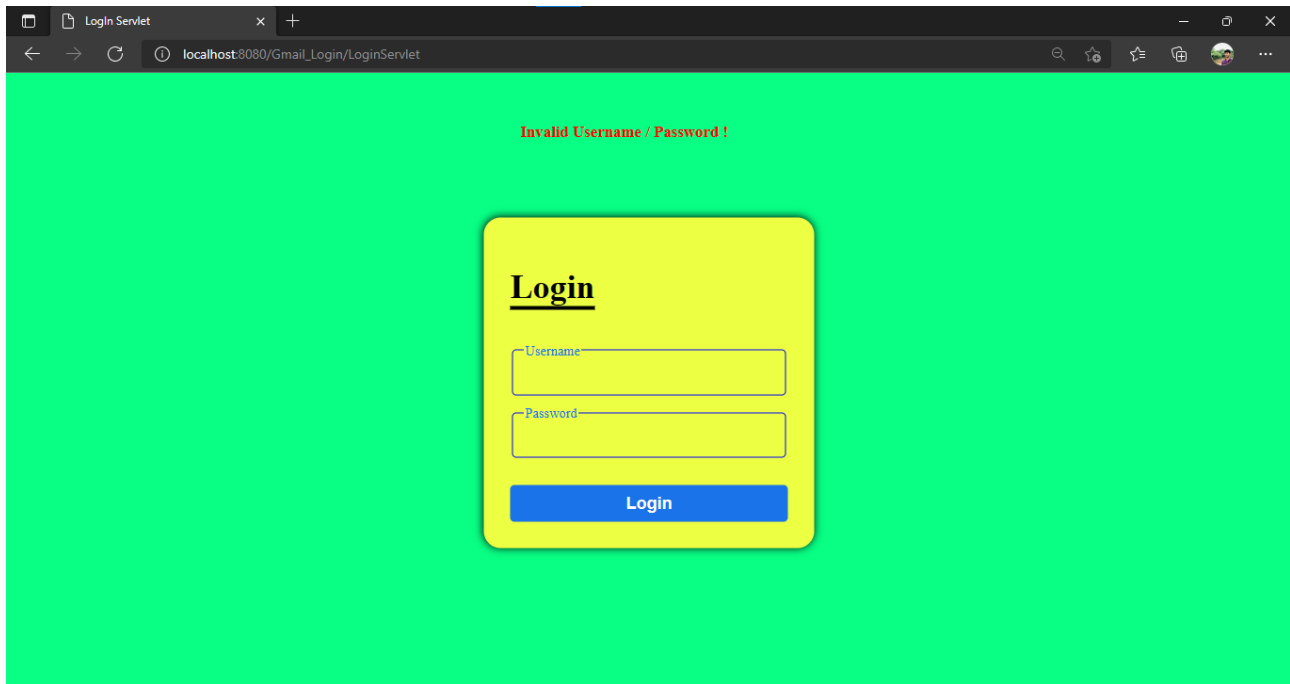 LogIn Servlet
localhost:8080/Gmail_Login/LoginServlet
Invalid Username / Password !
Login
Username
Password
Login